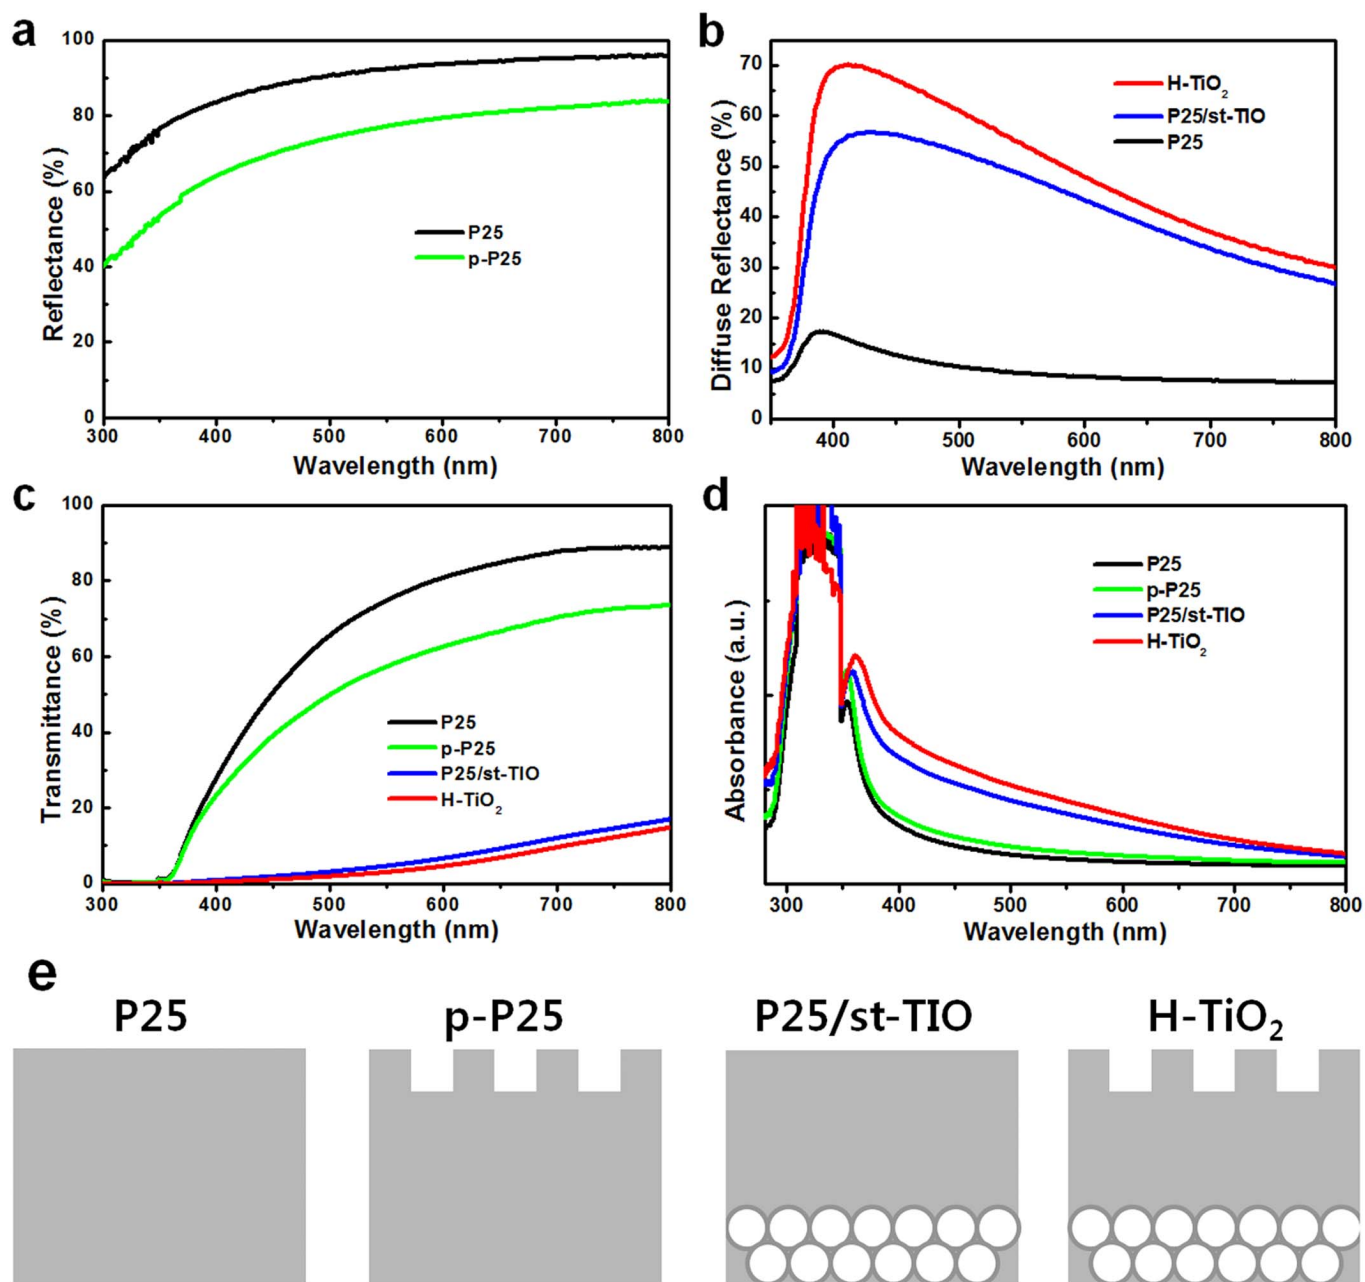 a
100
80
60
40
20
0
Reflectance (%)
P25
p-P25
300 400 500 600 700 800
Wavelength (nm)
b
70
60
50
40
30
20
10
0
Diffuse Reflectance (%)
H-TiO₂
P25/st-TIO
P25
400 500 600 700 800
Wavelength (nm)
c
100
80
60
40
20
0
Transmittance (%)
P25
p-P25
P25/st-TIO
H-TiO₂
300 400 500 600 700 800
Wavelength (nm)
d
Absorbance (a.u.)
P25
p-P25
P25/st-TIO
H-TiO₂
300 400 500 600 700 800
Wavelength (nm)
e
P25 p-P25 P25/st-TIO H-TiO₂